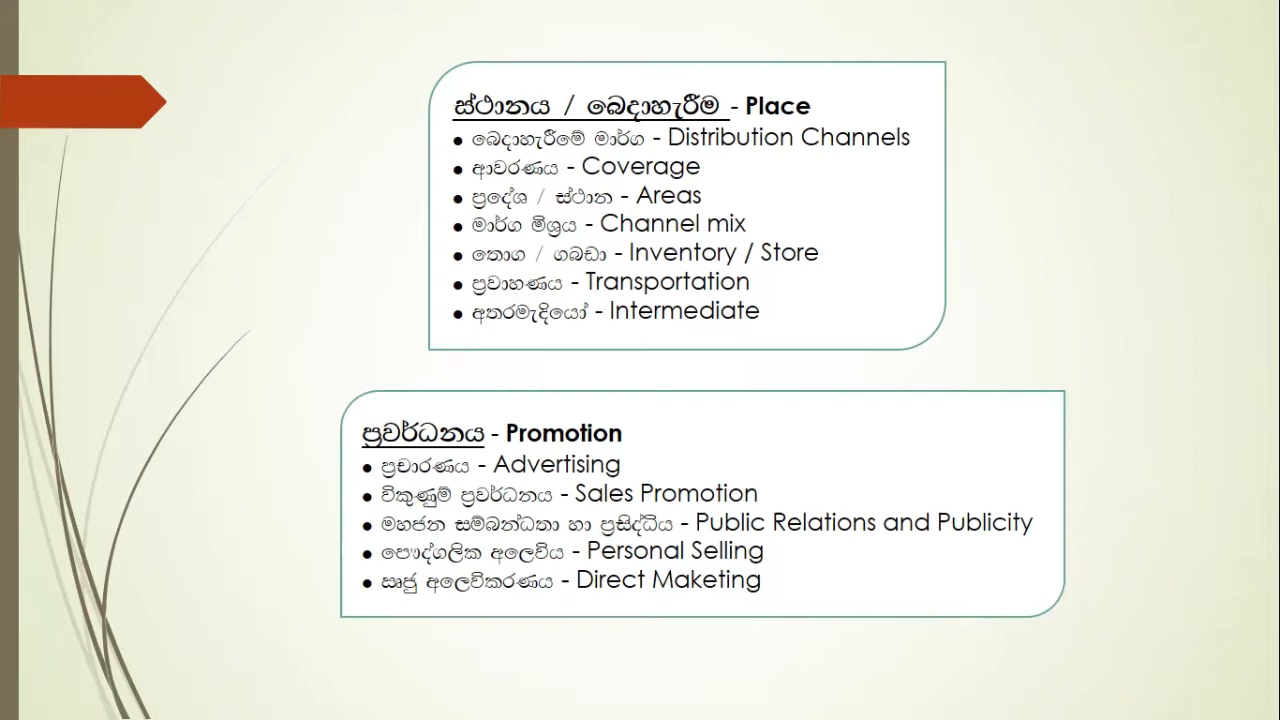 ස්ථානය / බෙදාහැරීම - Place
● බෙදාහැරීමේ මාර්ග - Distribution Channels
● ආවරණය - Coverage
● ප්‍රදේශ / ස්ථාන - Areas
● මාර්ග මිශ්‍රය - Channel mix
● තොග / ගබඩා - Inventory / Store
● ප්‍රවාහණය - Transportation
● අතරමැදියෝ - Intermediate
ප්‍රවර්ධනය - Promotion
● ප්‍රචාරණය - Advertising
● විකුණුම් ප්‍රවර්ධනය - Sales Promotion
● මහජන සම්බන්ධතා හා ප්‍රසිද්ධිය - Public Relations and Publicity
● පෞද්ගලික අලෙවිය - Personal Selling
● සෘජු අලෙවිකරණය - Direct Maketing